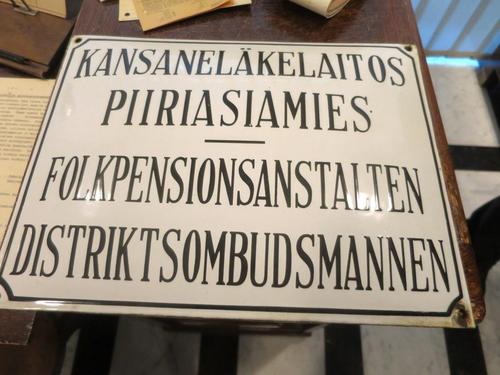 KANSANELÄKELAITOS
PIIRIASIAMIES
FOLKPENSIONSANSTALTEN
DISTRIKTSOMBUDSMANNEN